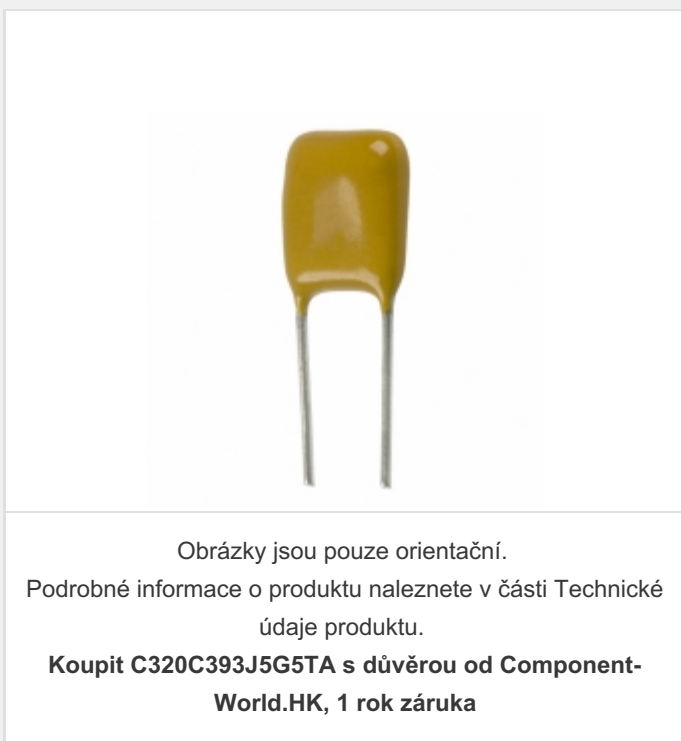 Obrázky jsou pouze orientační.
Podrobné informace o produktu naleznete v části Technické
údaje produktu.
Koupit C320C393J5G5TA s důvěrou od Component-
World.HK, 1 rok záruka